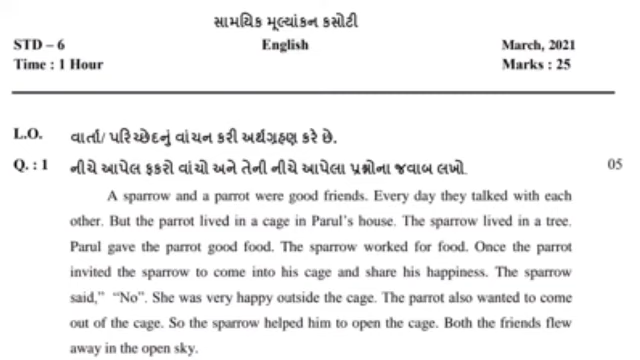 સામયિક મૂલ્યાંકન કસોટી
STD – 6 English March, 2021
Time : 1 Hour Marks : 25
L.O. વાર્તા/ પરિચ્છેદનું વાંચન કરી અર્થગ્રહણ કરે છે.
Q. : 1 નીચે આપેલ ફકરો વાંચો અને તેની નીચે આપેલા પ્રશ્નોના જવાબ લખો. 05
A sparrow and a parrot were good friends. Every day they talked with each
other. But the parrot lived in a cage in Parul's house. The sparrow lived in a tree.
Parul gave the parrot good food. The sparrow worked for food. Once the parrot
invited the sparrow to come into his cage and share his happiness. The sparrow
said,” “No”. She was very happy outside the cage. The parrot also wanted to come
out of the cage. So the sparrow helped him to open the cage. Both the friends flew
away in the open sky.